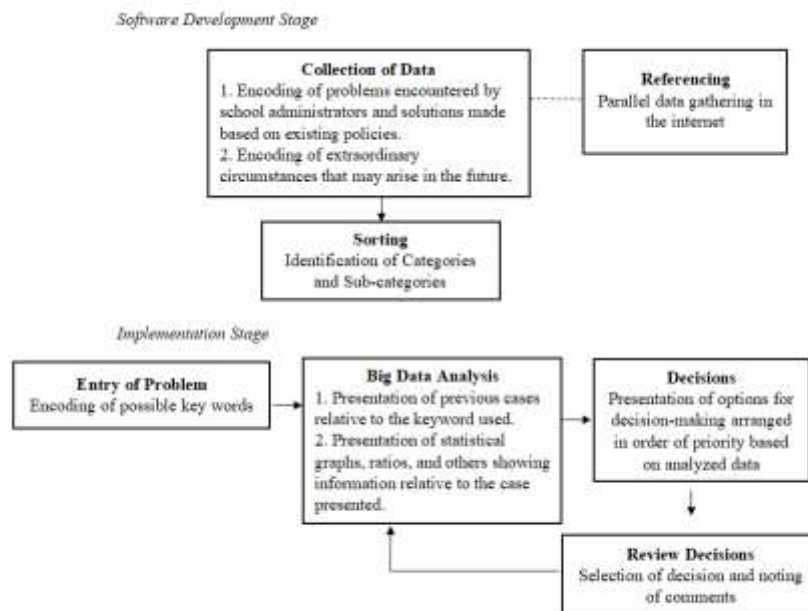 Software Development Stage
Collection of Data
1. Encoding of problems encountered by
school administrators and solutions made
based on existing policies.
2. Encoding of extraordinary
circumstances that may arise in the future.
Referencing
Parallel data gathering in
the internet
Sorting
Identification of Categories
and Sub-categories
Implementation Stage
Entry of Problem
Encoding of possible key words
Big Data Analysis
1. Presentation of previous cases
relative to the keyword used.
2. Presentation of statistical
graphs, ratios, and others showing
information relative to the case
presented.
Decisions
Presentation of options for
decision-making arranged
in order of priority based
on analyzed data
Review Decisions
Selection of decision and noting
of comments